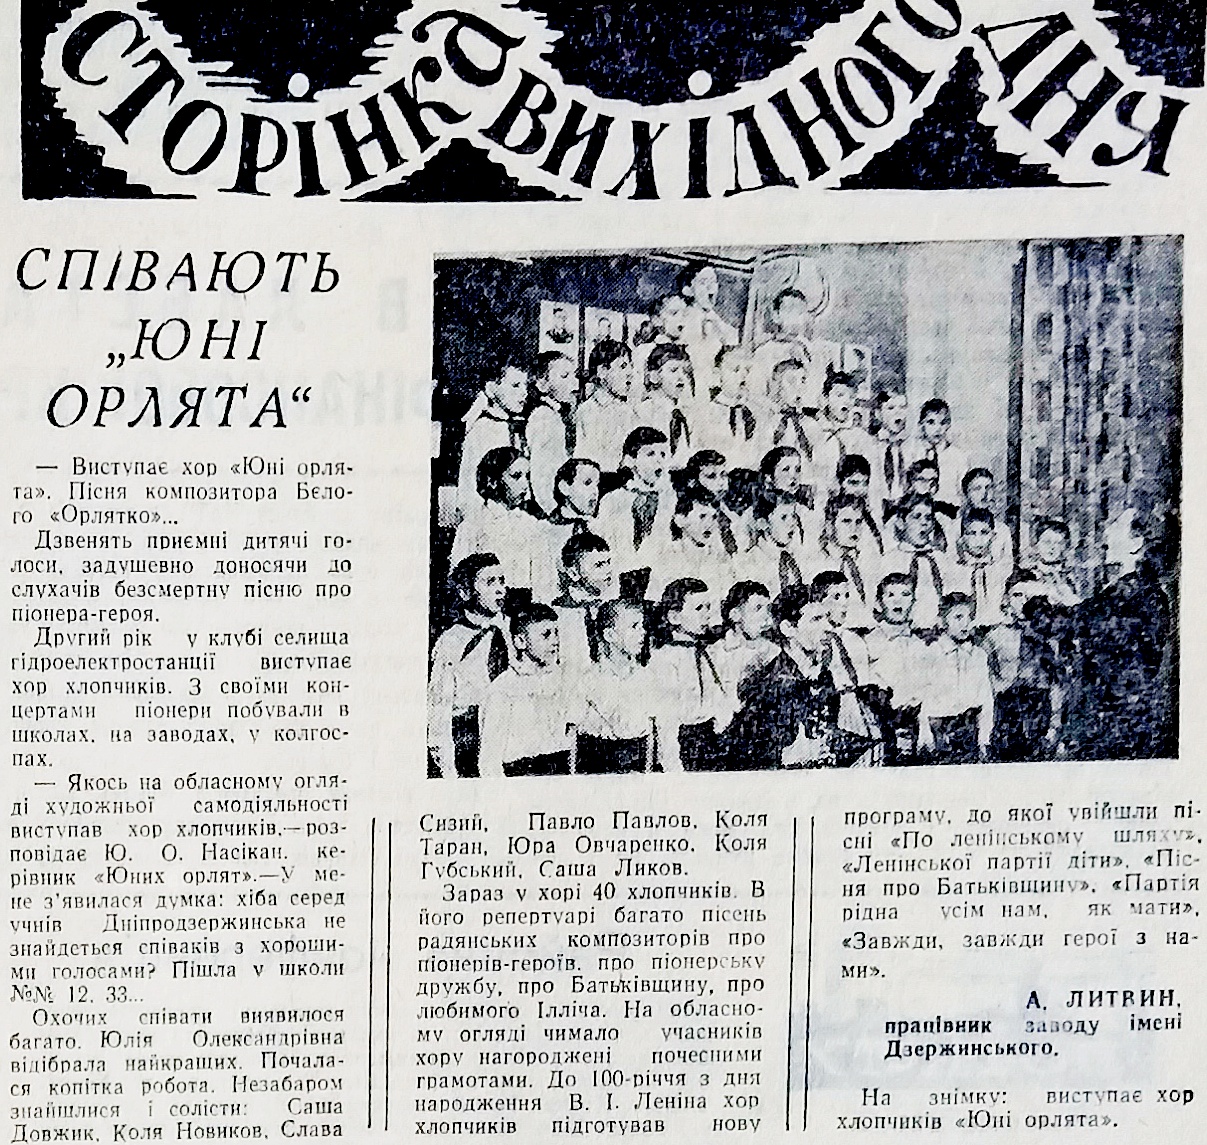 СТОРІНКА ВИХІДНОГО ДНЯ
СПІВАЮТЬ
„ЮНІ
ОРЛЯТА“
— Виступає хор «Юні орля-
та». Пісня композитора Бєло-
го «Орлятко»...
Дзвенять приємні дитячі го-
лоси, задушевно доносячи до
слухачів безсмертну пісню про
піонера-героя.
Другий рік у клубі селища
гідроелектростанції виступає
хор хлопчиків. З своїми кон-
цертами піонери побували в
школах, на заводах, у колгос-
пах.
— Якось на обласному огля-
ді художньої самодіяльності
виступав хор хлопчиків,—роз-
повідає Ю. О. Насікан, ке-
рівник «Юних орлят».—У ме-
не з’явилася думка: хіба серед
учнів Дніпродзержинська не
знайдеться співаків з хороши-
ми голосами? Пішла у школи
№№ 12, 33...
Охочих співати виявилося
багато. Юлія Олександрівна
відібрала найкращих. Почала-
ся копітка робота. Незабаром
знайшлися і солісти: Саша
Довжик, Коля Новиков, Слава
Сизий, Павло Павлов, Коля
Таран, Юра Овчаренко, Коля
Губський, Саша Ликов.
Зараз у хорі 40 хлопчиків. В
його репертуарі багато пісень
радянських композиторів про
піонерів-героїв, про піонерську
дружбу, про Батьківщину, про
любимого Ілліча. На обласно-
му огляді чимало учасників
хору нагороджені почесними
грамотами. До 100-річчя з дня
народження В. І. Леніна хор
хлопчиків підготував нову
програму, до якої увійшли пі-
сні «По ленінському шляху»,
«Ленінської партії діти», «Піс-
ня про Батьківщину», «Партія
рідна усім нам, як мати»,
«Завжди, завжди герої з на-
ми».
А. ЛИТВИН,
працівник заводу імені
Дзержинського.
На знімку: виступає хор
хлопчиків «Юні орлята».